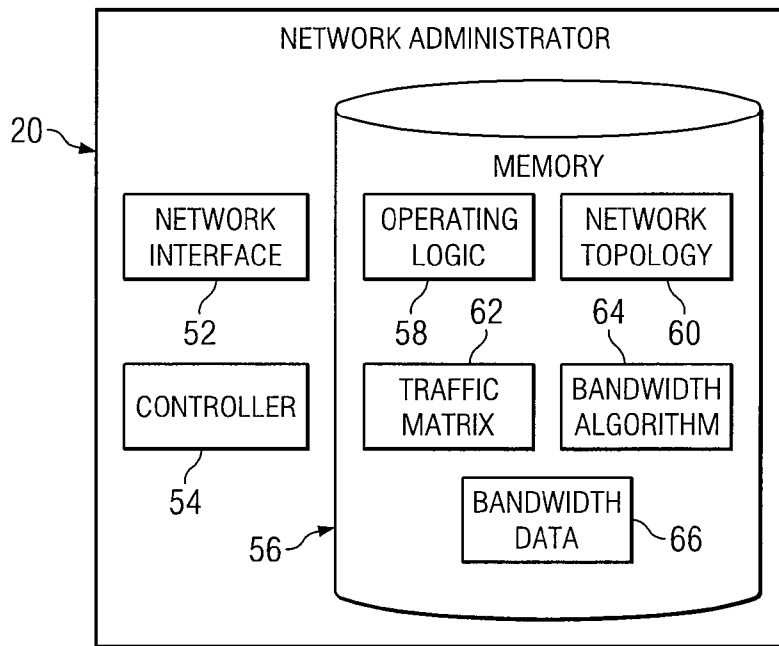 NETWORK ADMINISTRATOR
20
MEMORY
NETWORK
INTERFACE
52
OPERATING
LOGIC
58
NETWORK
TOPOLOGY
60
CONTROLLER
54
62
TRAFFIC
MATRIX
64
BANDWIDTH
ALGORITHM
56
BANDWIDTH
DATA
66